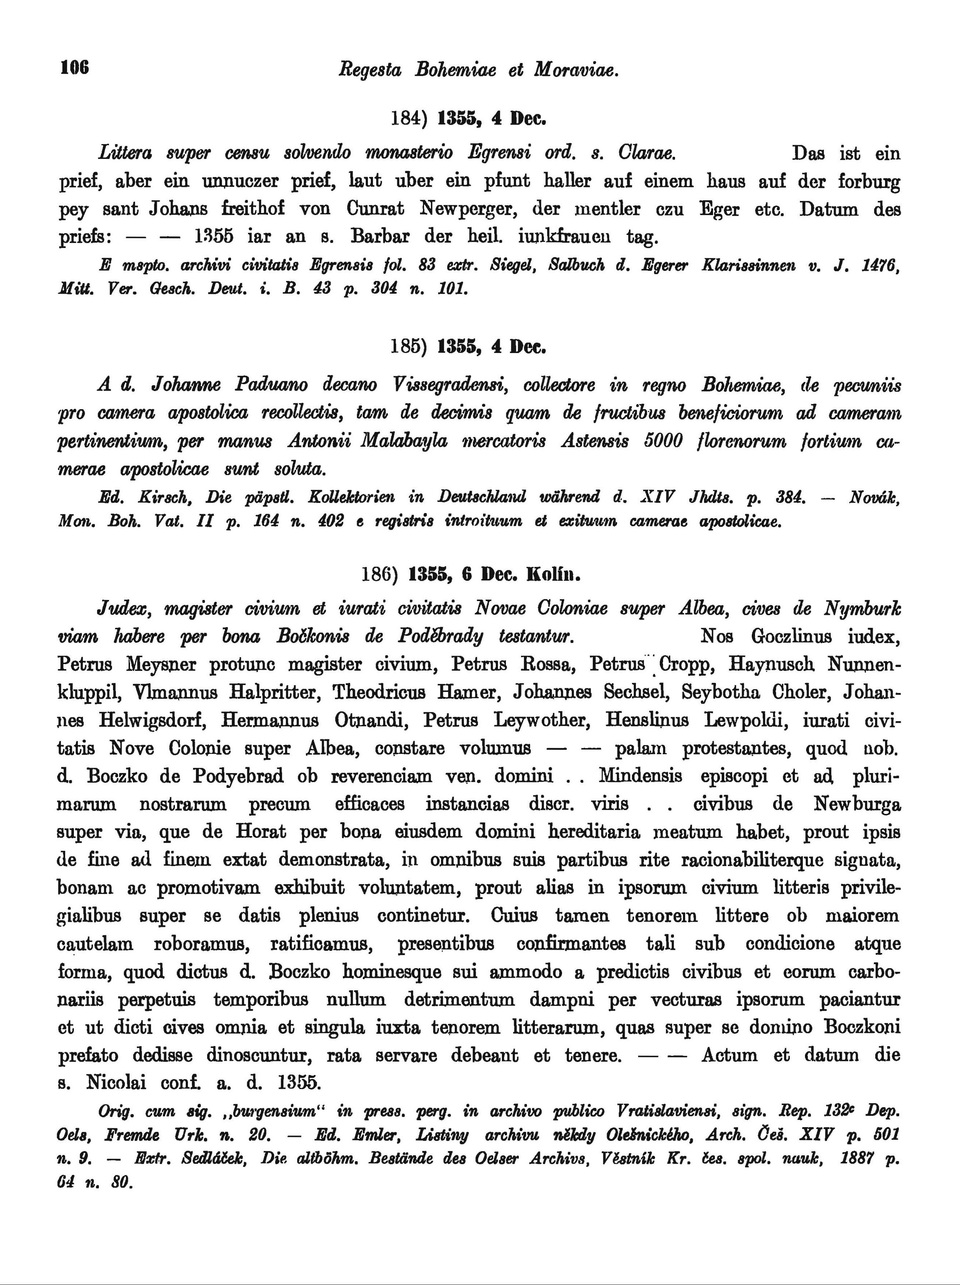 106
Regesta Bohemiae et Moraviae.
184) 1355, 4 Dec.
Littera super censu solvendo monasterio Egrensi ord. s. Clarae. Das ist ein
prief, aber ein unnuczer prief, laut uber ein pfunt haller auf einem haus auf der forburg
pey sant Johans freithof von Cunrat Newperger, der mentler czu Eger etc. Datum des
priefs: — — 1355 iar an s. Barbar der heil. iunkfrauen tag.
E mspto. archivi civitatis Egrensis fol. 83 extr. Siegel, Salbuch d. Egerer Klarissinnen v. J. 1476,
Mitt. Ver. Gesch. Deut. i. B. 43 p. 304 n. 101.
185) 1355, 4 Dec.
A d. Johanne Paduano decano Vissegradensi, collectore in regno Bohemiae, de pecuniis
pro camera apostolica recollectis, tam de decimis quam de fructibus beneficiorum ad cameram
pertinentium, per manus Antonii Malabayla mercatoris Astensis 5000 florenorum fortium ca-
merae apostolicae sunt soluta.
Ed. Kirsch, Die päpstl. Kollektorien in Deutschland während d. XIV Jhdts. p. 384. — Novák,
Mon. Boh. Vat. II p. 164 n. 402 e registris introituum et exituum camerae apostolicae.
186) 1355, 6 Dec. Kolín.
Judex, magister civium et iurati civitatis Novae Coloniae super Albea, cives de Nymburk
viam habere per bona Bočkonis de Poděbrady testantur. Nos Goczlinus iudex,
Petrus Meysner protunc magister civium, Petrus Rossa, Petrus Cropp, Haynusch Nunnen-
kluppil, Vlmannus Halpritter, Theodricus Hamer, Johannes Sechsel, Seybotha Choler, Johan-
nes Helwigsdorf, Hermannus Otnandi, Petrus Leywother, Henslinus Lewpoldi, iurati civi-
tatis Nove Colonie super Albea, constare volumus — — palam protestantes, quod nob.
d. Boczko de Podyebrad ob reverenciam ven. domini . . Mindensis episcopi et ad pluri-
marum nostrarum precum efficaces instancias discr. viris . . civibus de Newburga
super via, que de Horat per bona eiusdem domini hereditaria meatum habet, prout ipsis
de fine ad finem extat demonstrata, in omnibus suis partibus rite racionabiliterque signata,
bonam ac promotivam exhibuit voluntatem, prout alias in ipsorum civium litteris privile-
gialibus super se datis plenius continetur. Cuius tamen tenorem littere ob maiorem
cautelam roboramus, ratificamus, presentibus confirmantes tali sub condicione atque
forma, quod dictus d. Boczko hominesque sui ammodo a predictis civibus et eorum carbo-
nariis perpetuis temporibus nullum detrimentum dampni per vecturas ipsorum paciantur
et ut dicti cives omnia et singula iuxta tenorem litterarum, quas super se domino Boczkoni
prefato dedisse dinoscuntur, rata servare debeant et tenere. — — Actum et datum die
s. Nicolai conf. a. d. 1355.
Orig. cum sig. „burgensium“ in press. perg. in archivo publico Vratislaviensi, sign. Rep. 132ᶜ Dep.
Oels, Fremde Urk. n. 20. — Ed. Emler, Listiny archivu někdy Olešnického, Arch. Čes. XIV p. 501
n. 9. — Extr. Sedláček, Die altböhm. Bestände des Oelser Archivs, Věstník Kr. čes. spol. nauk, 1887 p.
64 n. 80.